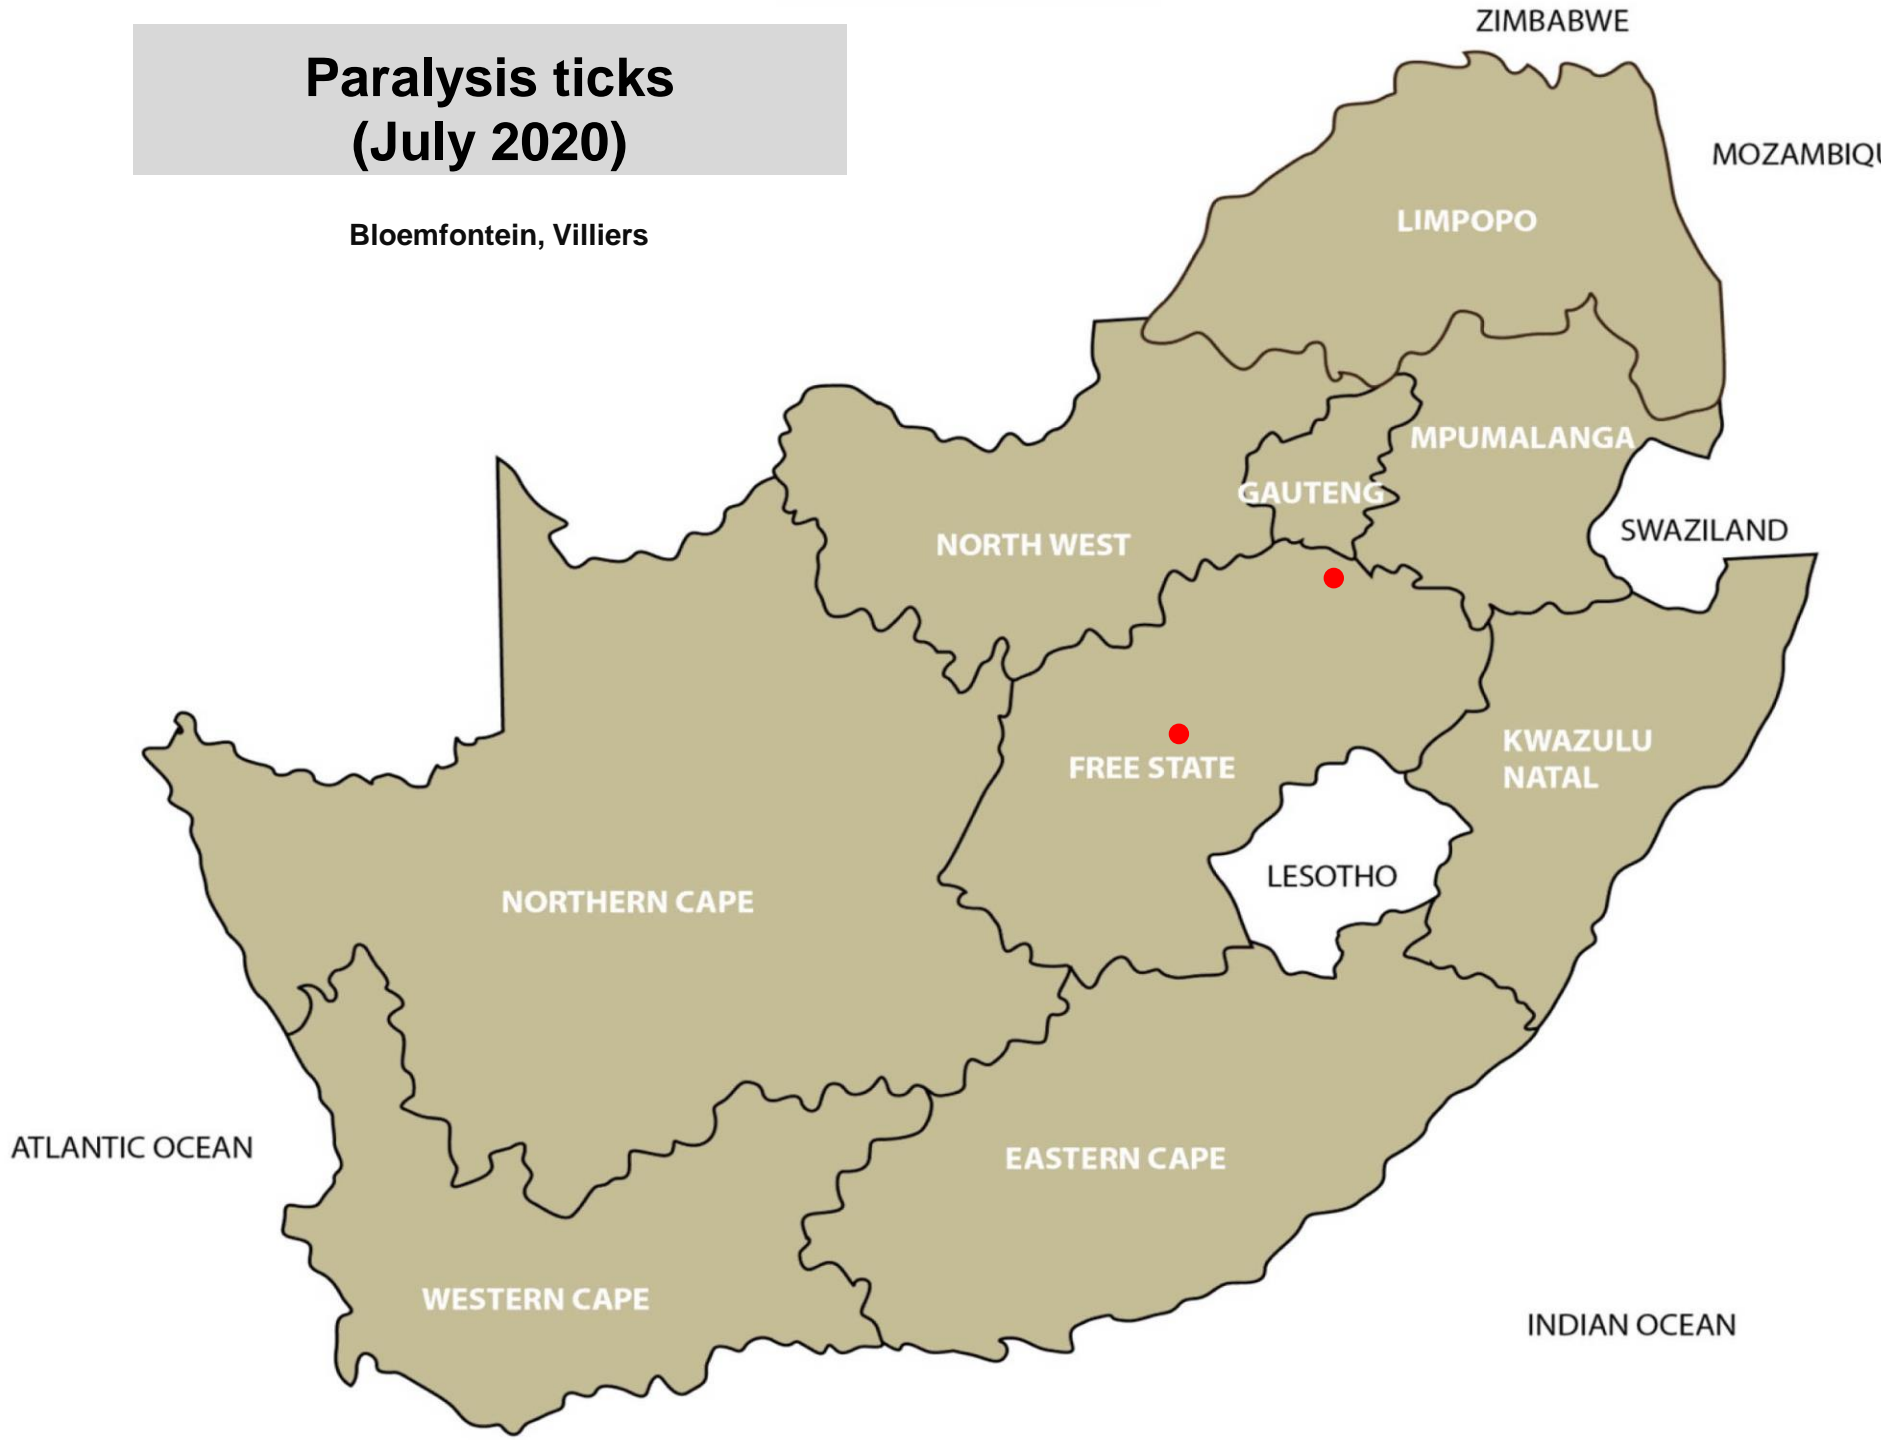 Paralysis ticks
(July 2020)
Bloemfontein, Villiers
ZIMBABWE
MOZAMBIQU
LIMPOPO
MPUMALANGA
GAUTENG
SWAZILAND
NORTH WEST
KWAZULU
NATAL
FREE STATE
LESOTHO
NORTHERN CAPE
ATLANTIC OCEAN
EASTERN CAPE
WESTERN CAPE
INDIAN OCEAN